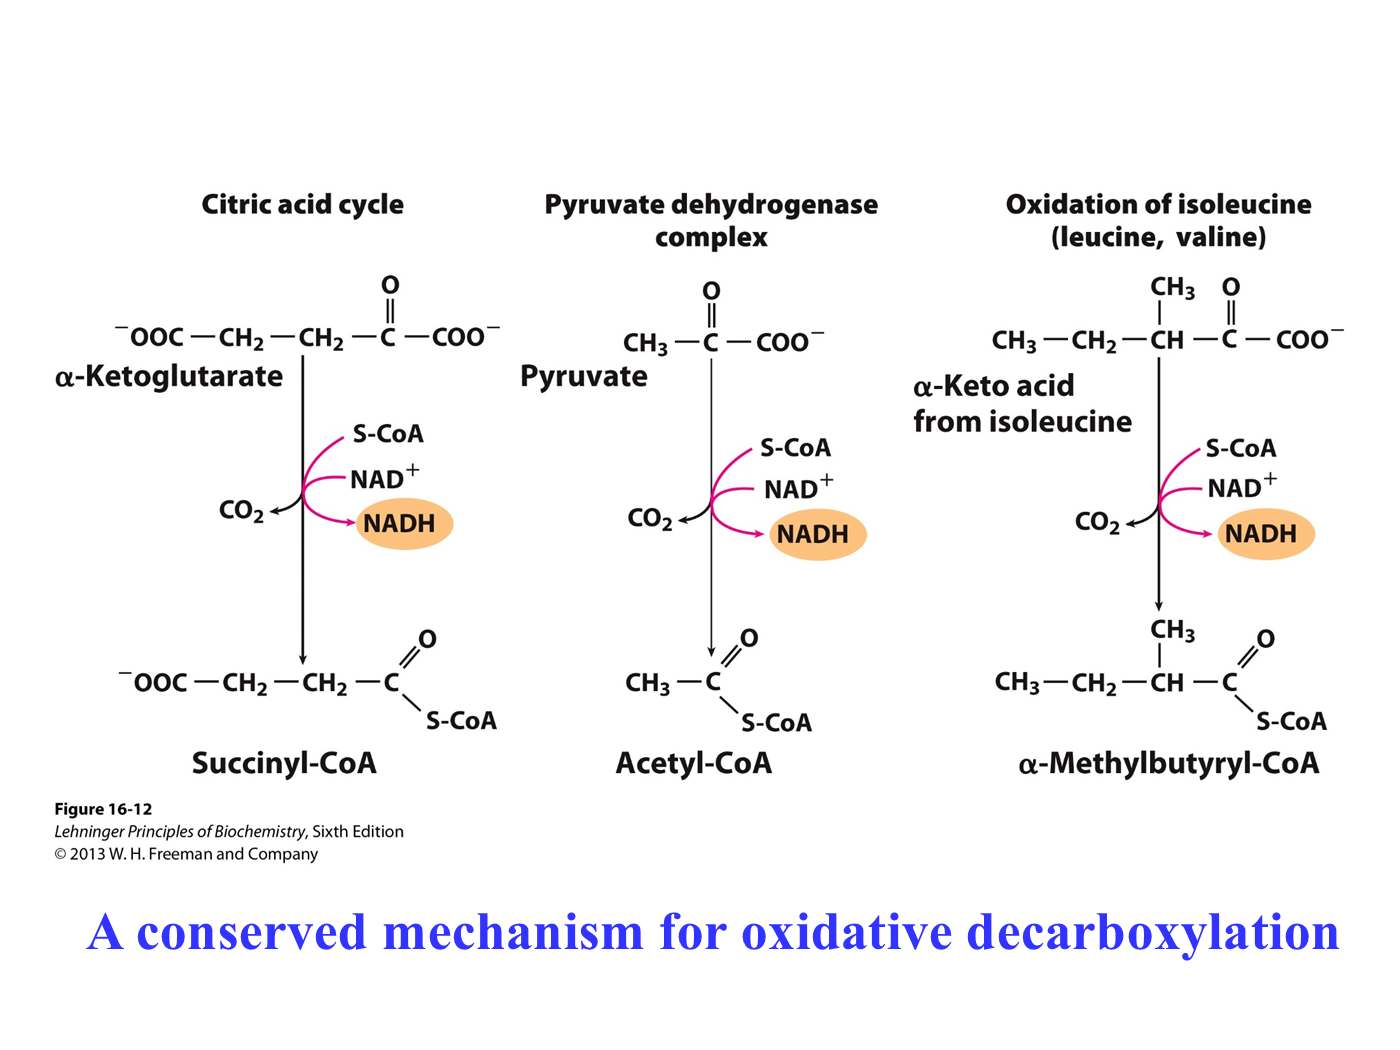 Citric acid cycle
O
⁻OOC — CH₂ — CH₂ — C — COO⁻
α-Ketoglutarate
S-CoA
NAD⁺
CO₂
NADH
O
⁻OOC — CH₂ — CH₂ — C
S-CoA
Succinyl-CoA
Pyruvate dehydrogenase
complex
O
CH₃ — C — COO⁻
Pyruvate
S-CoA
NAD⁺
CO₂
NADH
O
CH₃ — C
S-CoA
Acetyl-CoA
Oxidation of isoleucine
(leucine, valine)
CH₃ O
CH₃ — CH₂ — CH — C — COO⁻
α-Keto acid
from isoleucine
S-CoA
NAD⁺
CO₂
NADH
CH₃ O
CH₃ — CH₂ — CH — C
S-CoA
α-Methylbutyryl-CoA
Figure 16-12
Lehninger Principles of Biochemistry, Sixth Edition
© 2013 W. H. Freeman and Company
A conserved mechanism for oxidative decarboxylation